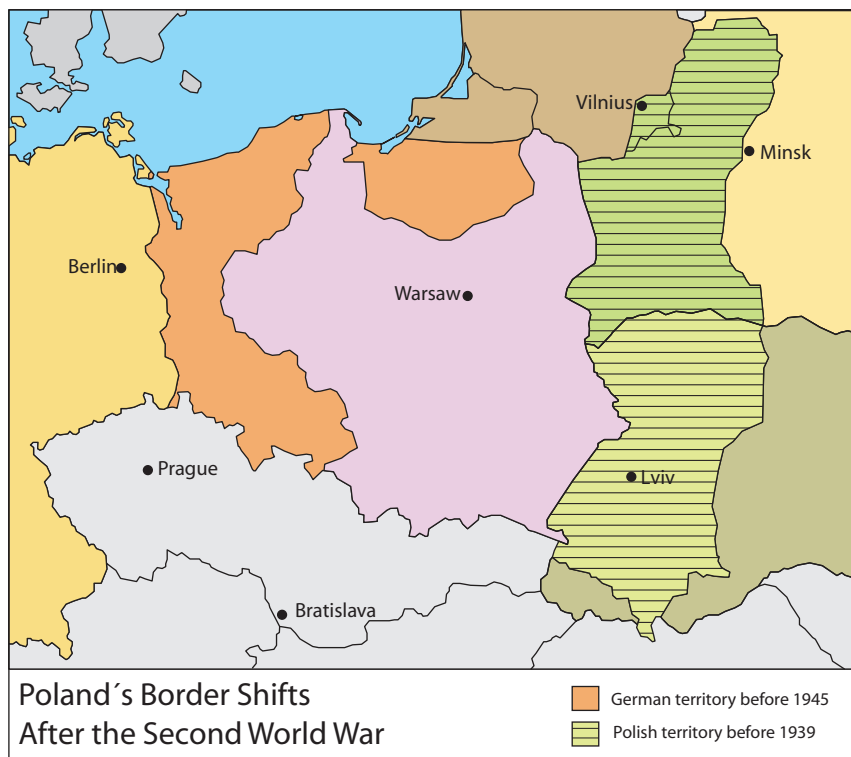 Vilnius
Minsk
Berlin
Warsaw
Prague
Lviv
Bratislava
Poland´s Border Shifts
After the Second World War
German territory before 1945
Polish territory before 1939